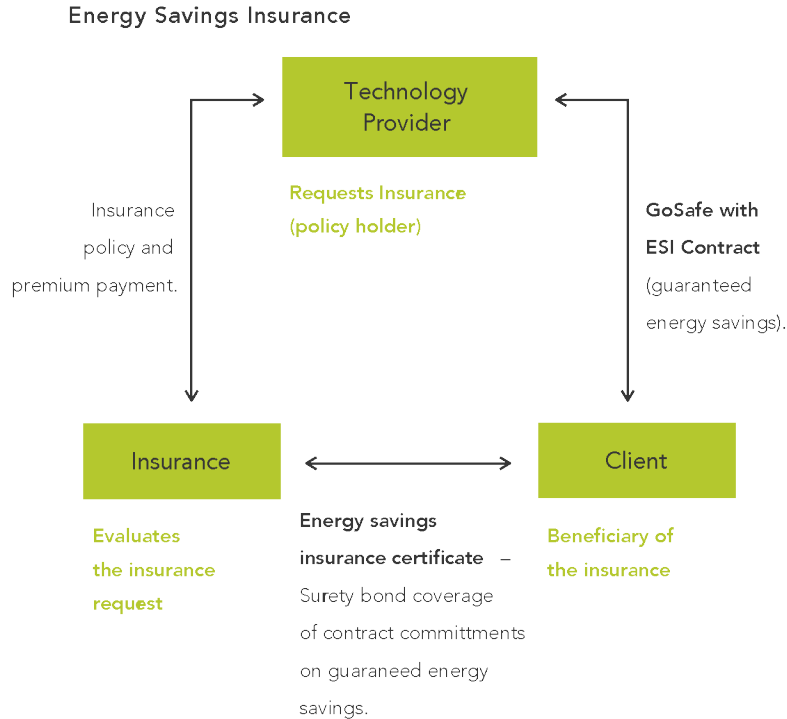 Energy Savings Insurance
Technology
Provider
Requests Insurance
(policy holder)
Insurance
policy and
premium payment.
GoSafe with
ESI Contract
(guaranteed
energy savings).
Insurance
Client
Evaluates
the insurance
request
Energy savings
insurance certificate –
Surety bond coverage
of contract committments
on guaraneed energy
savings.
Beneficiary of
the insurance